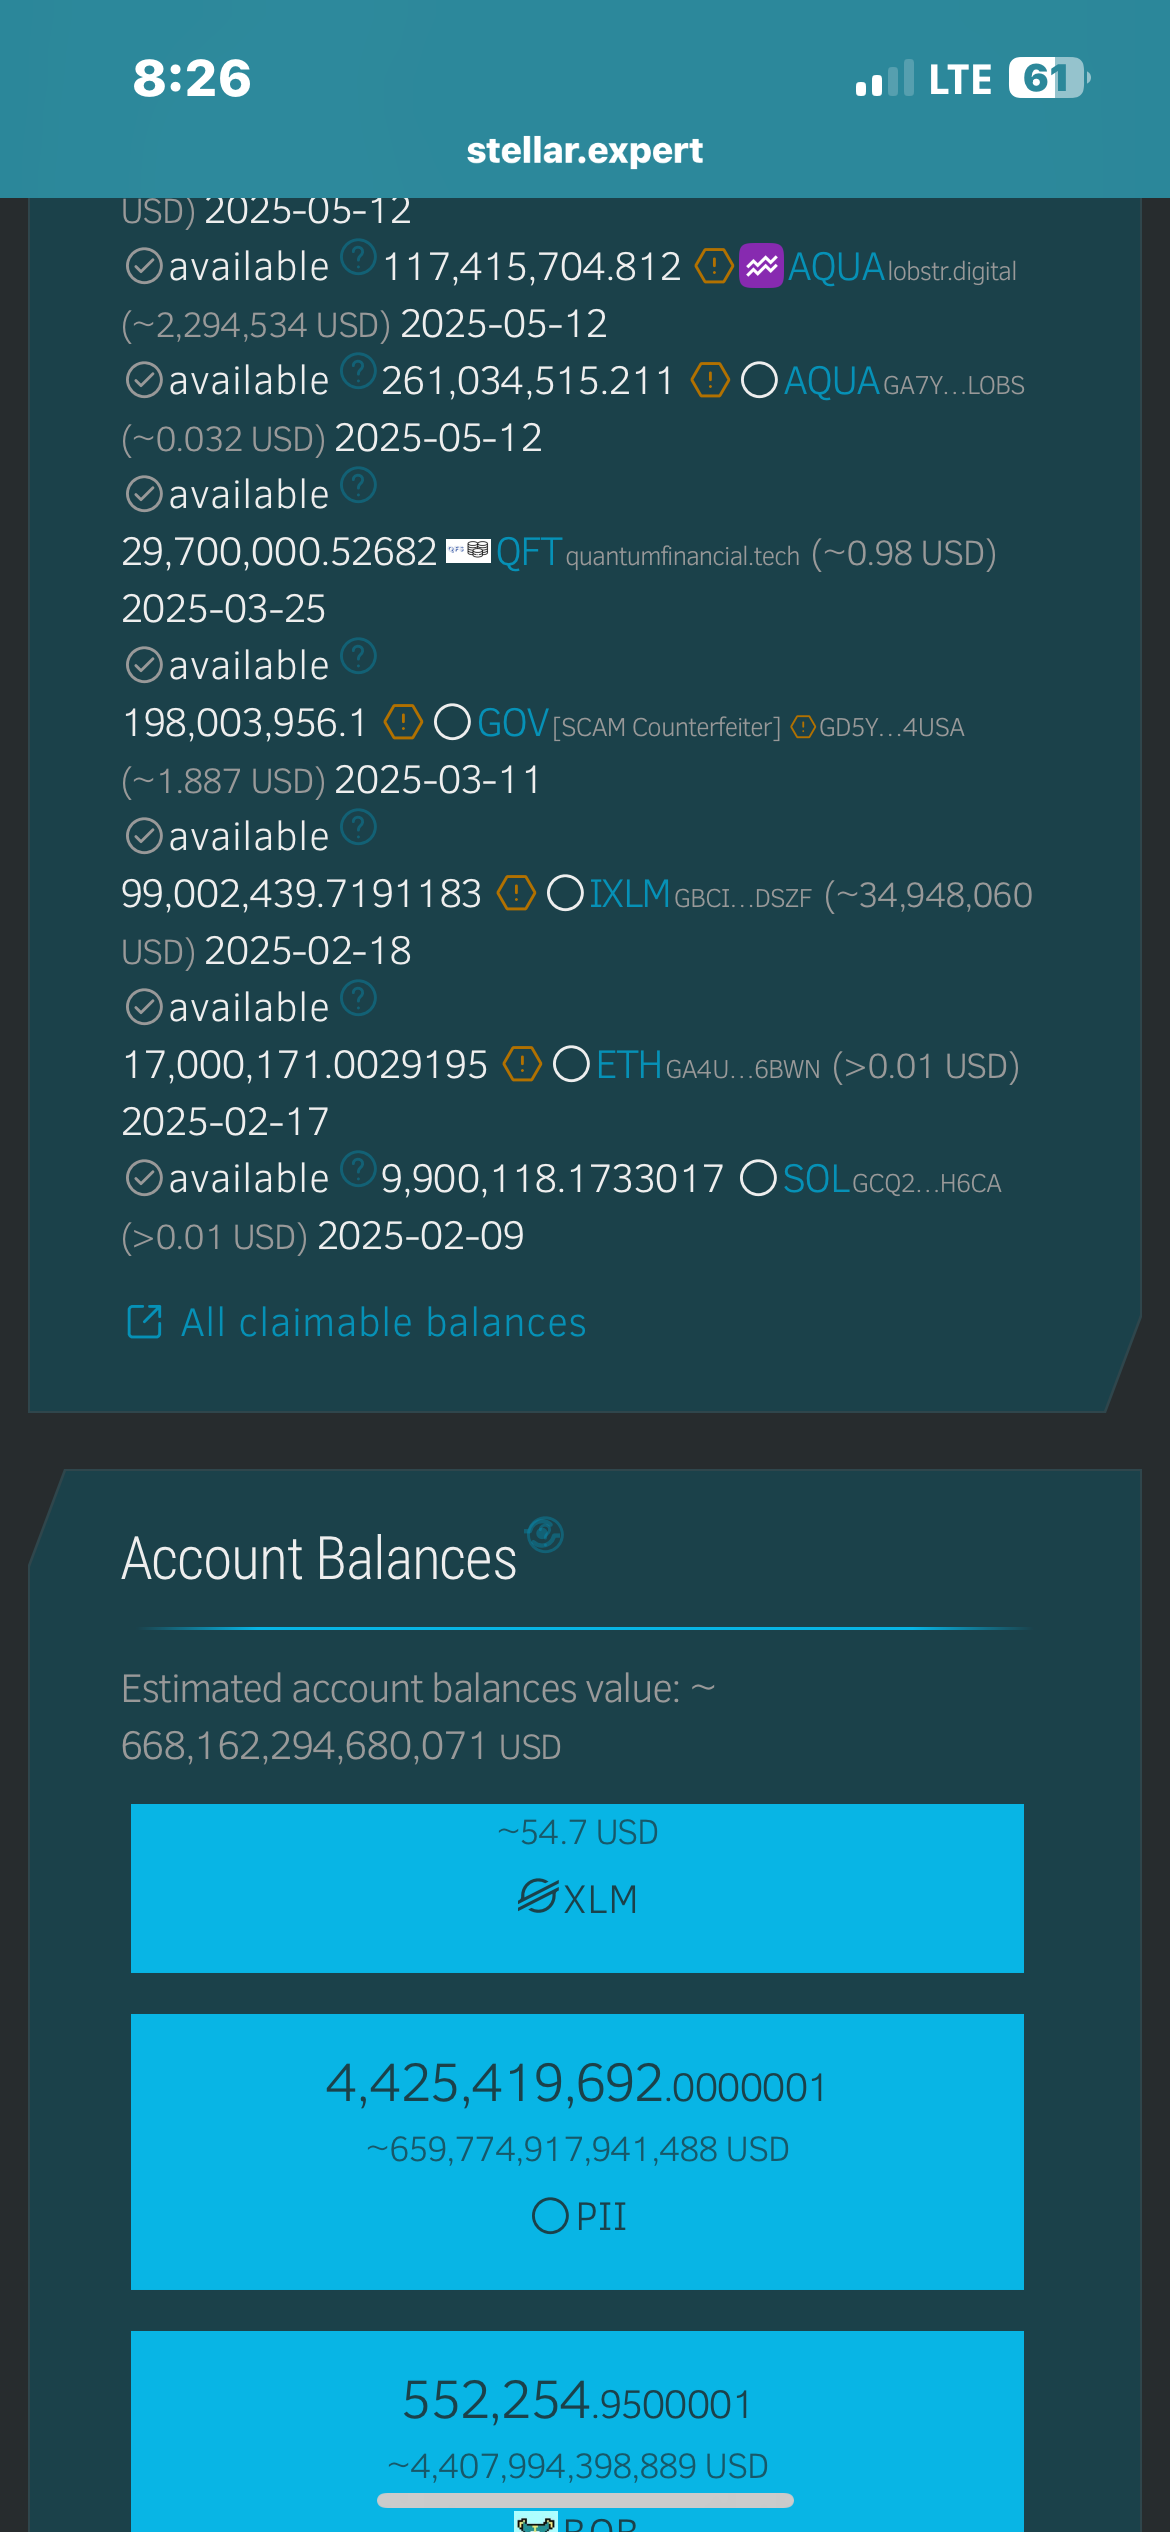 8:26
LTE 61
stellar.expert
USD) 2025-05-12
available ? 117,415,704.812 ! AQUA lobstr.digital
(~2,294,534 USD) 2025-05-12
available ? 261,034,515.211 ! AQUA GA7Y…LOBS
(~0.032 USD) 2025-05-12
available ?
29,700,000.52682 QFT quantumfinancial.tech (~0.98 USD)
2025-03-25
available ?
198,003,956.1 ! GOV [SCAM Counterfeiter] ! GD5Y…4USA
(~1.887 USD) 2025-03-11
available ?
99,002,439.7191183 ! IXLM GBCI…DSZF (~34,948,060
USD) 2025-02-18
available ?
17,000,171.0029195 ! ETH GA4U…6BWN (>0.01 USD)
2025-02-17
available ? 9,900,118.1733017 SOL GCQ2…H6CA
(>0.01 USD) 2025-02-09
All claimable balances
Account Balances
Estimated account balances value: ~
668,162,294,680,071 USD
~54.7 USD
XLM
4,425,419,692.0000001
~659,774,917,941,488 USD
PII
552,254.9500001
~4,407,994,398,889 USD